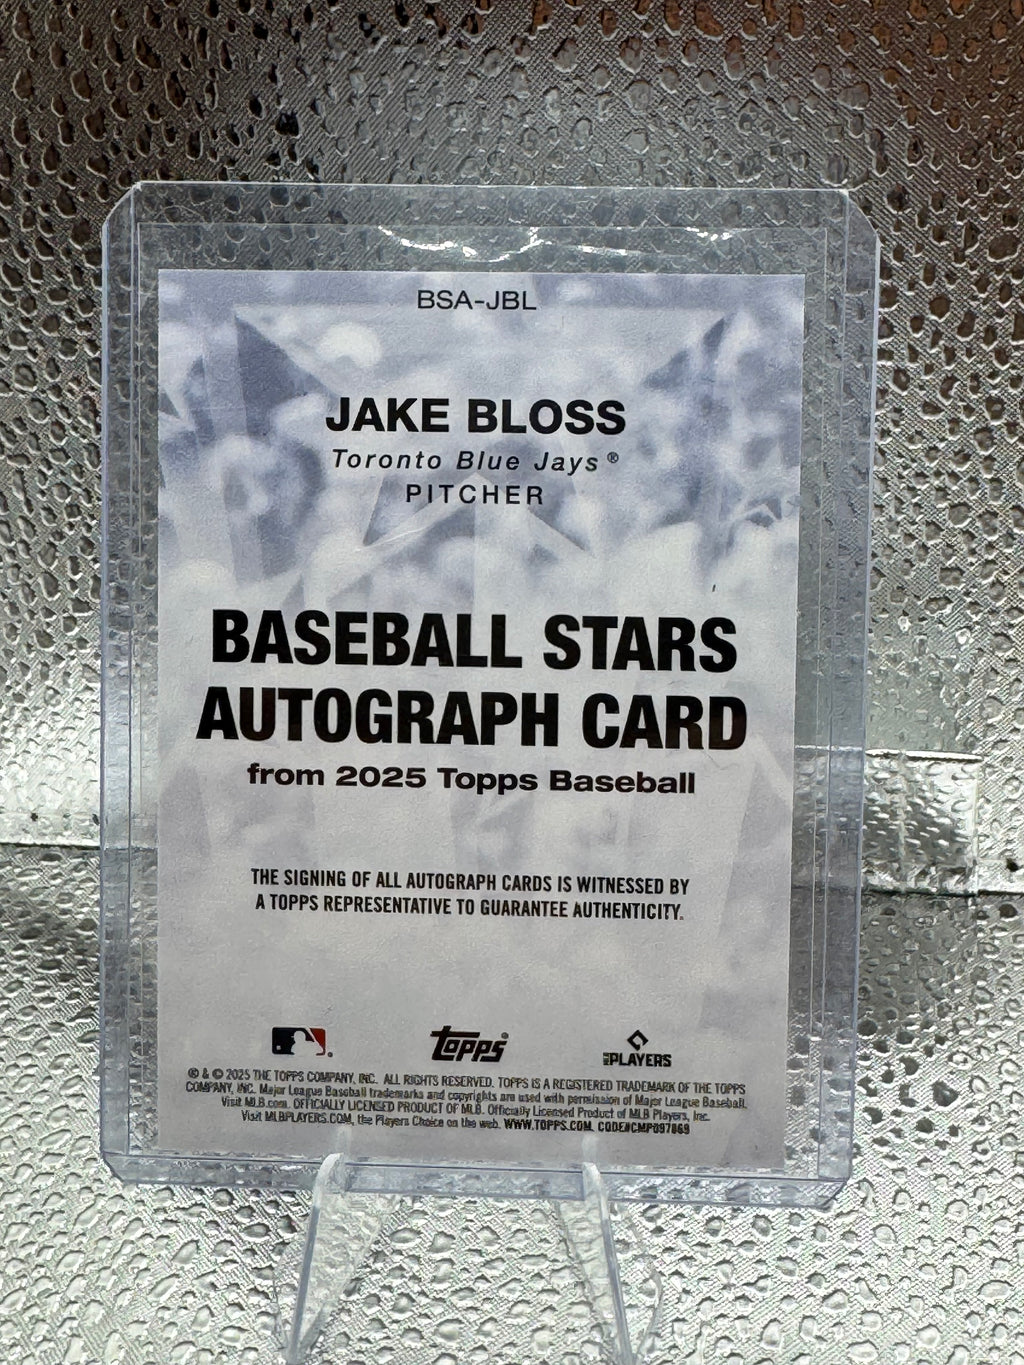 BSA-JBL
JAKE BLOSS
Toronto Blue Jays ®
PITCHER
BASEBALL STARS
AUTOGRAPH CARD
from 2025 Topps Baseball
THE SIGNING OF ALL AUTOGRAPH CARDS IS WITNESSED BY
A TOPPS REPRESENTATIVE TO GUARANTEE AUTHENTICITY.
Topps
MLB PLAYERS
® & © 2025 THE TOPPS COMPANY, INC. ALL RIGHTS RESERVED. TOPPS IS A REGISTERED TRADEMARK OF THE TOPPS
COMPANY, INC. Major League Baseball trademarks and copyrights are used with permission of Major League Baseball.
Visit MLB.com. OFFICIALLY LICENSED PRODUCT OF MLB. Officially Licensed Product of MLB Players, Inc.
Visit MLBPLAYERS.COM, the Players Choice on the web. WWW.TOPPS.COM. CODE#CMP097869